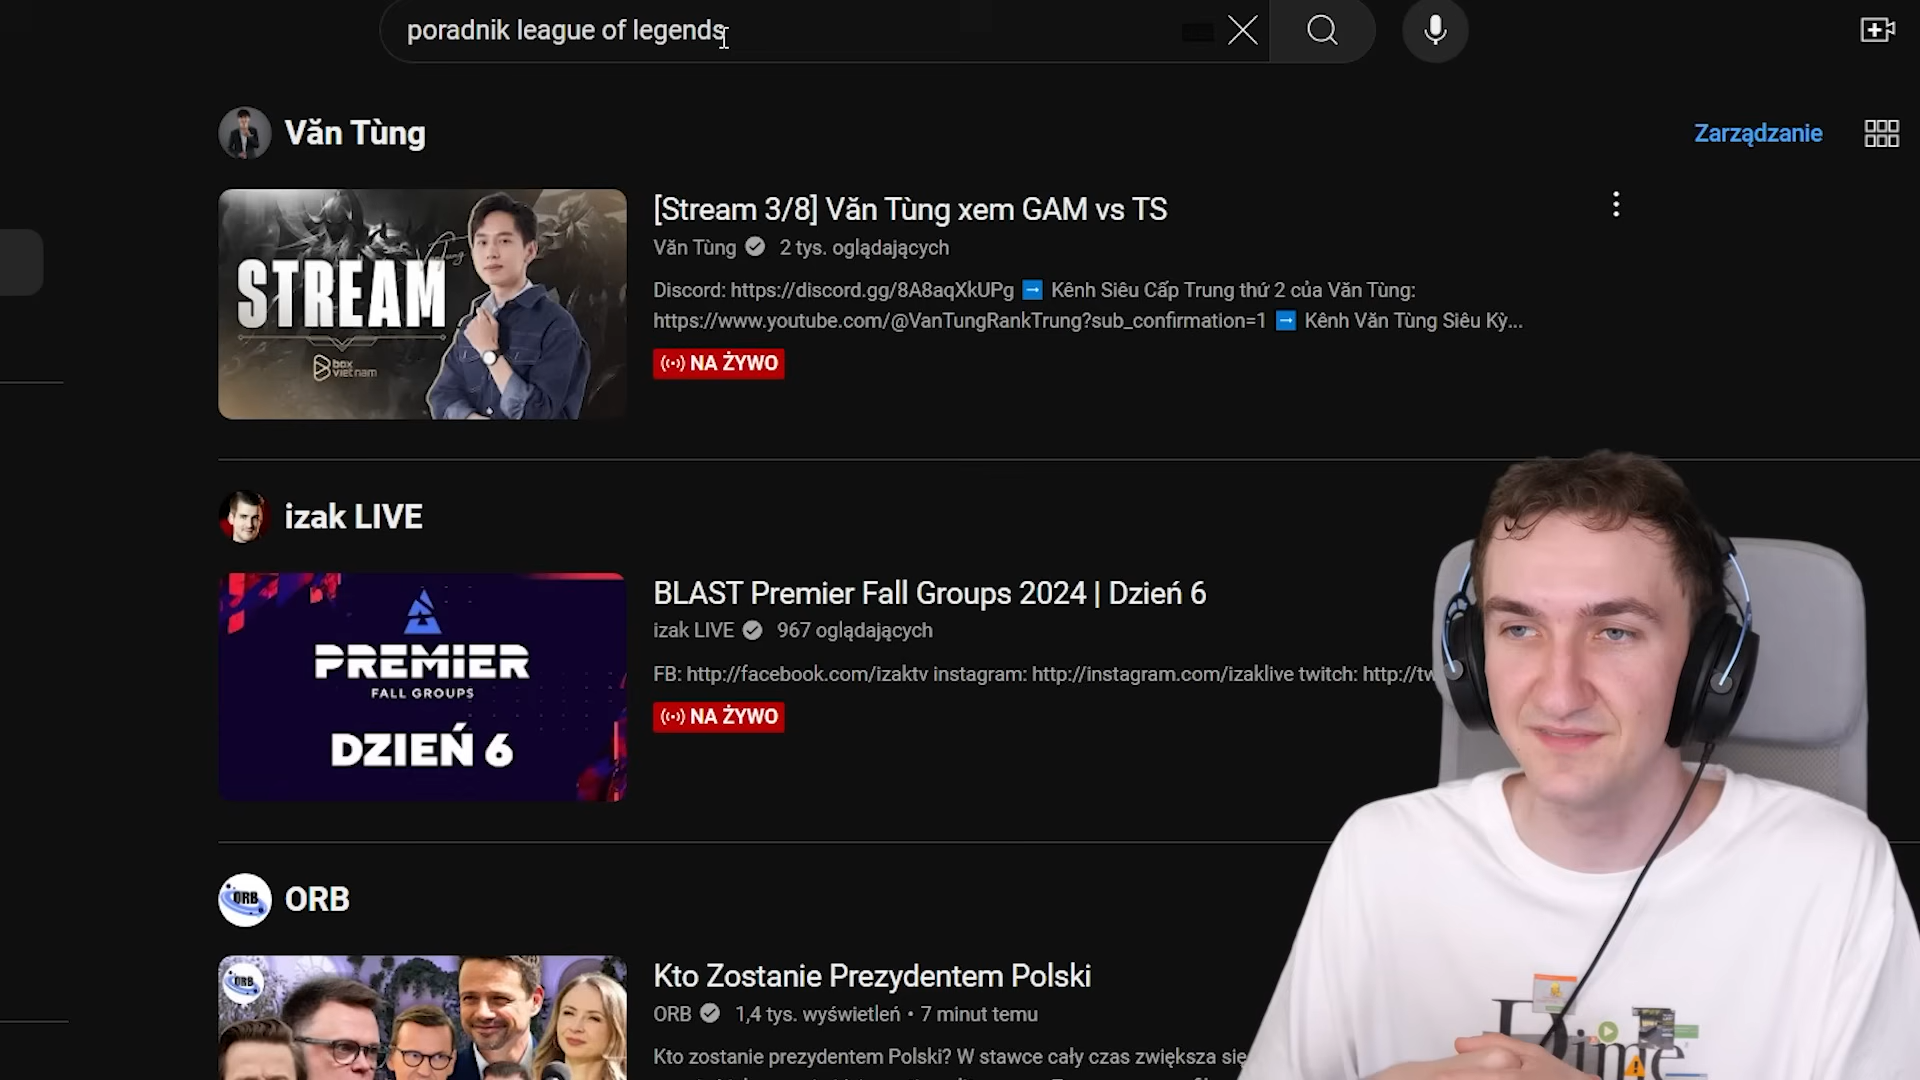 poradnik league of legends
Văn Tùng
Zarządzanie
STREAM
box
viet nam
[Stream 3/8] Văn Tùng xem GAM vs TS
Văn Tùng 2 tys. oglądających
Discord: https://discord.gg/8A8aqXkUPg ➡ Kênh Siêu Cấp Trung thứ 2 của Văn Tùng:
https://www.youtube.com/@VanTungRankTrung?sub_confirmation=1 ➡ Kênh Văn Tùng Siêu Kỳ...
NA ŻYWO
izak LIVE
PREMIER
FALL GROUPS
DZIEŃ 6
BLAST Premier Fall Groups 2024 | Dzień 6
izak LIVE 967 oglądających
FB: http://facebook.com/izaktv instagram: http://instagram.com/izaklive twitch: http://tw
NA ŻYWO
ORB
ORB
ORB
Kto Zostanie Prezydentem Polski
ORB 1,4 tys. wyświetleń • 7 minut temu
Kto zostanie prezydentem Polski? W stawce cały czas zwiększa się